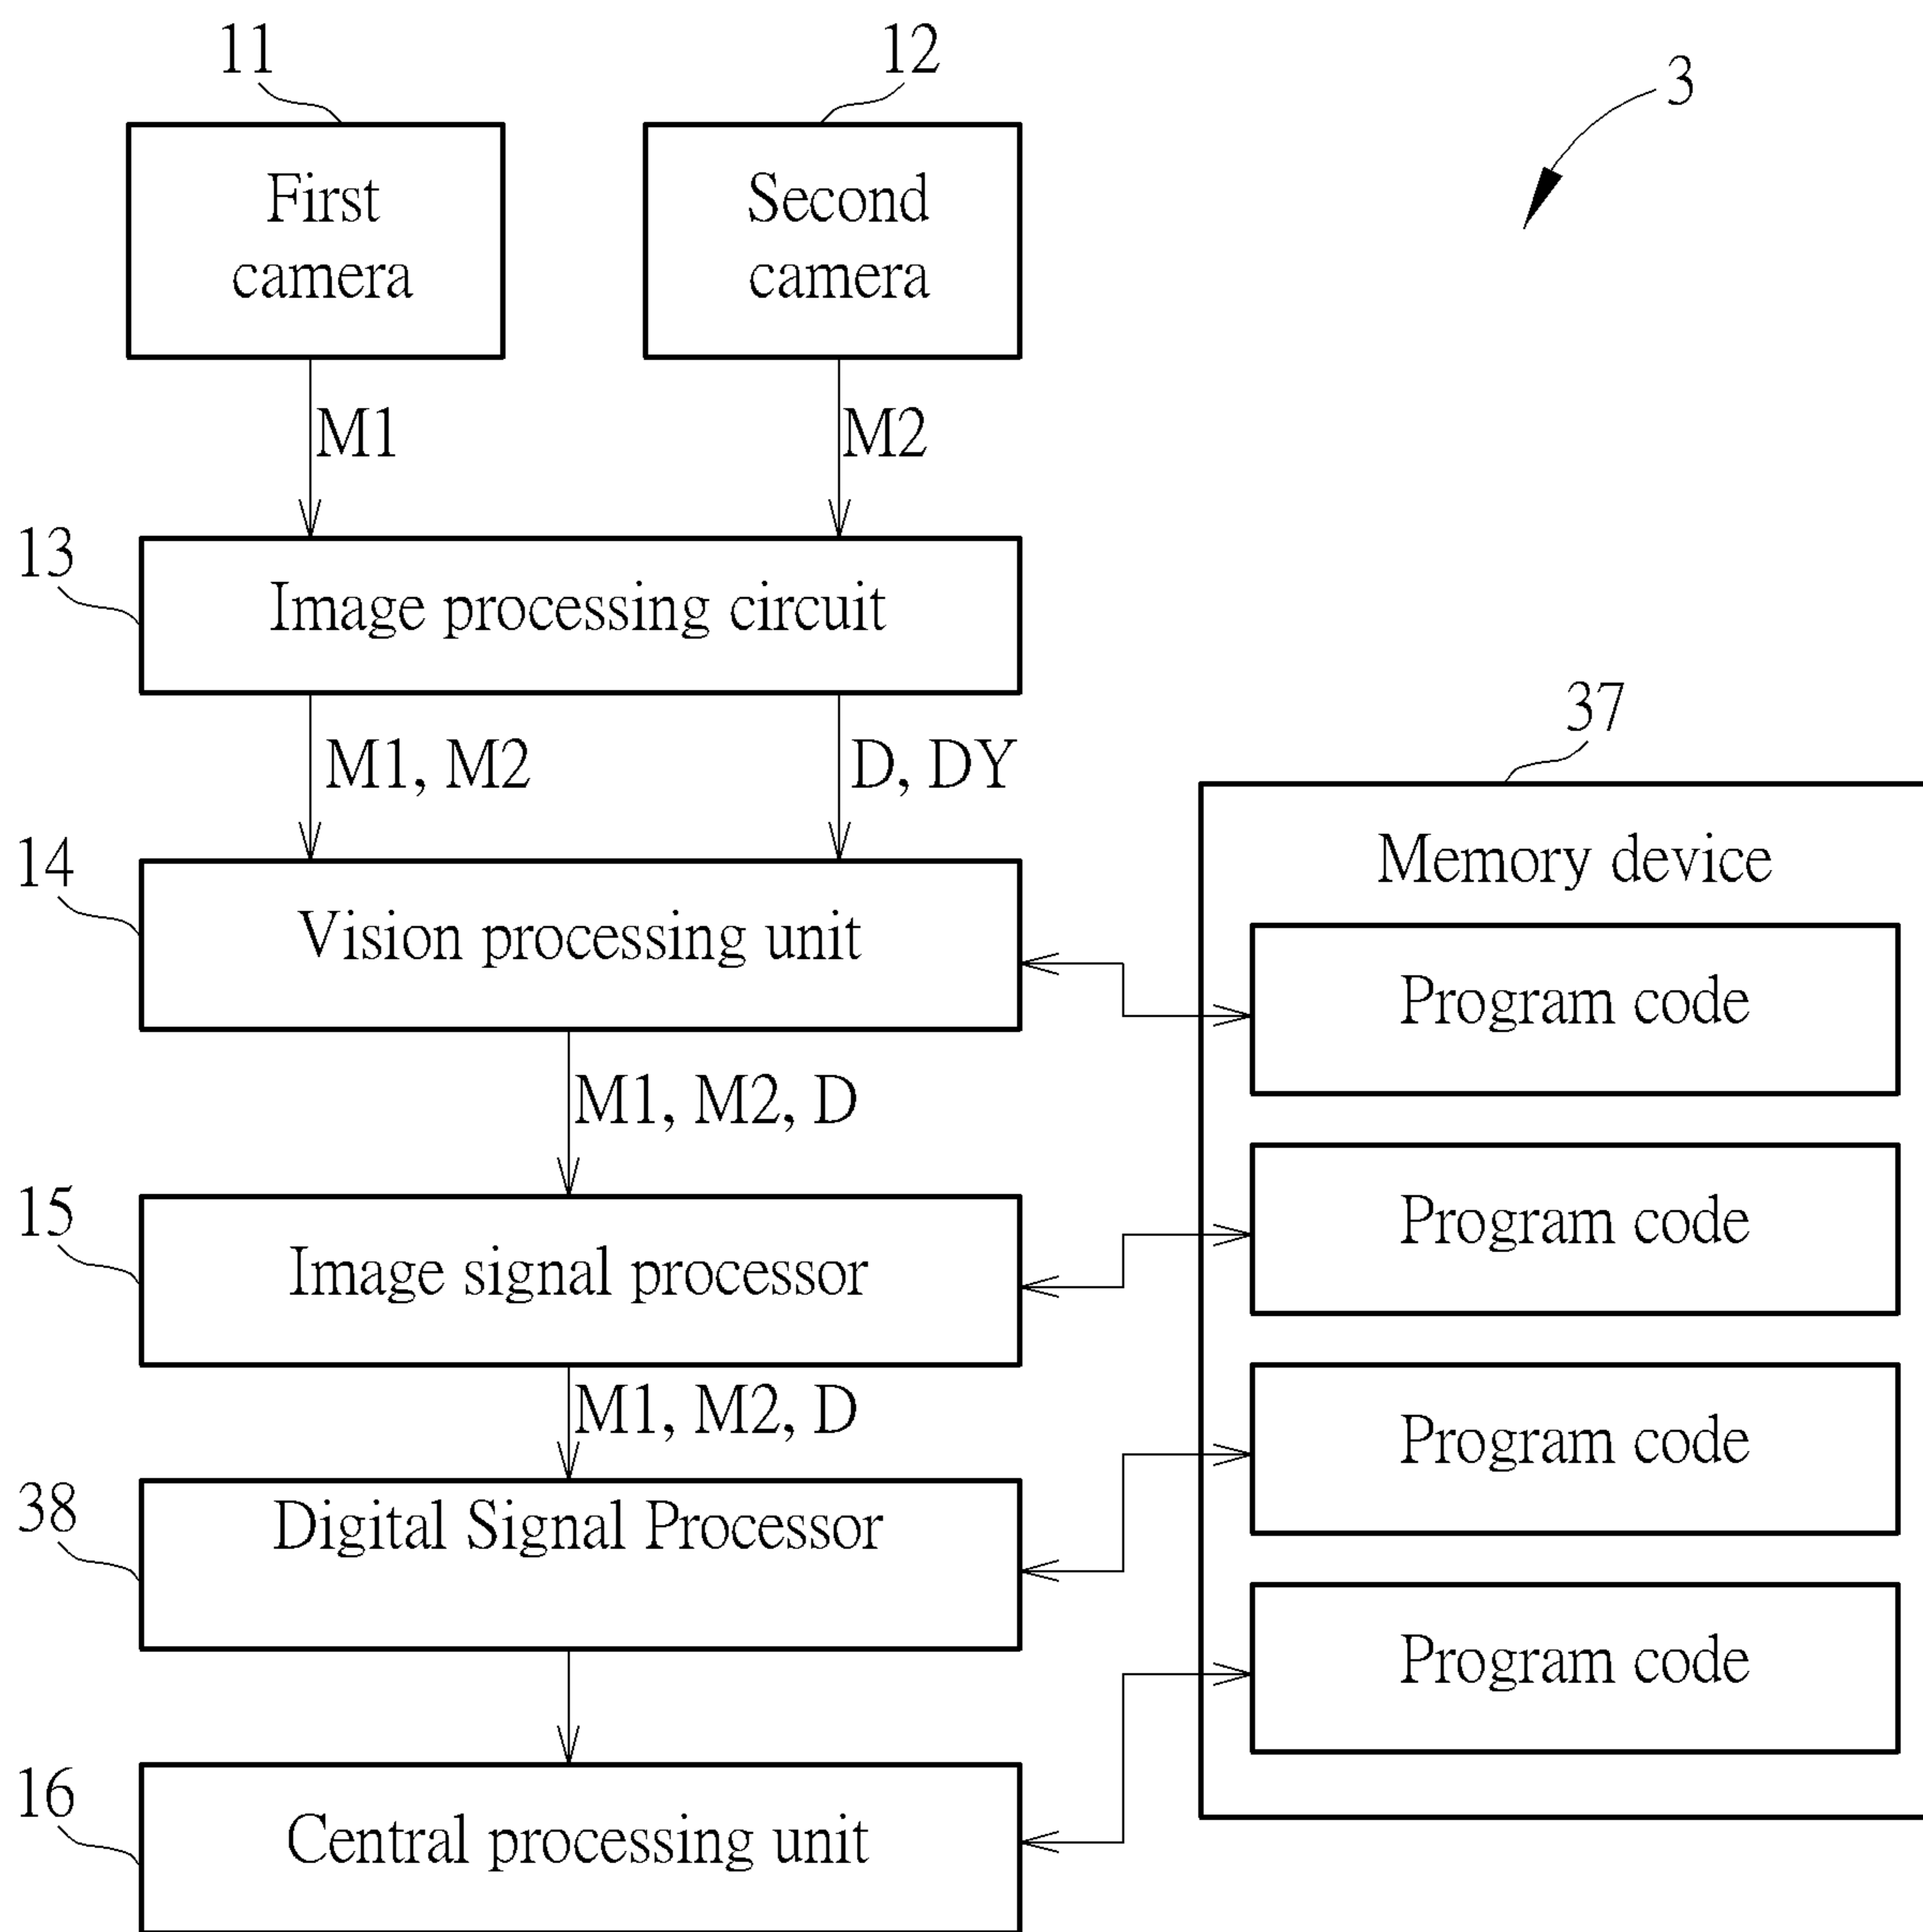 11
12
3
First
camera
Second
camera
M1
M2
13
Image processing circuit
37
M1, M2
D, DY
Memory device
14
Vision processing unit
Program code
M1, M2, D
15
Program code
Image signal processor
M1, M2, D
Program code
38
Digital Signal Processor
Program code
16
Central processing unit